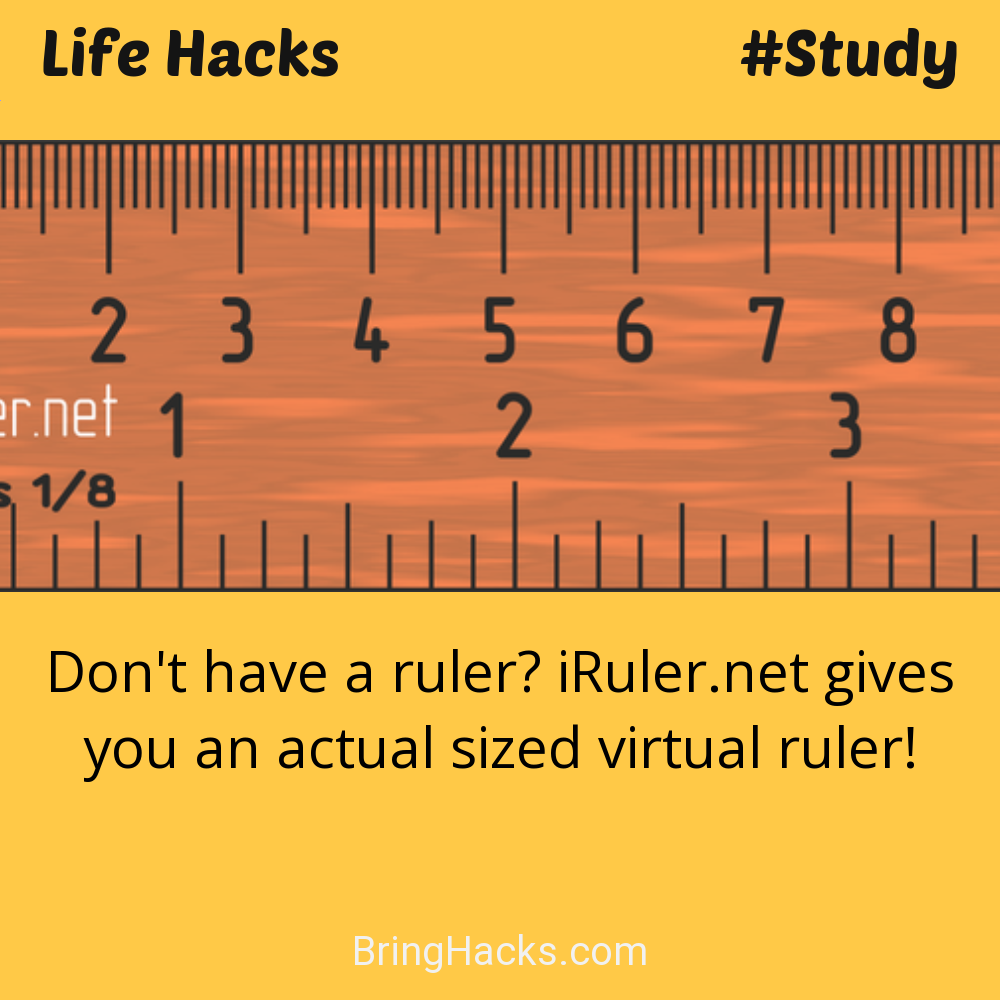 Life Hacks #Study
2 3 4 5 6 7 8
er.net 1 2 3
s 1/8
Don't have a ruler? iRuler.net gives
you an actual sized virtual ruler!
BringHacks.com